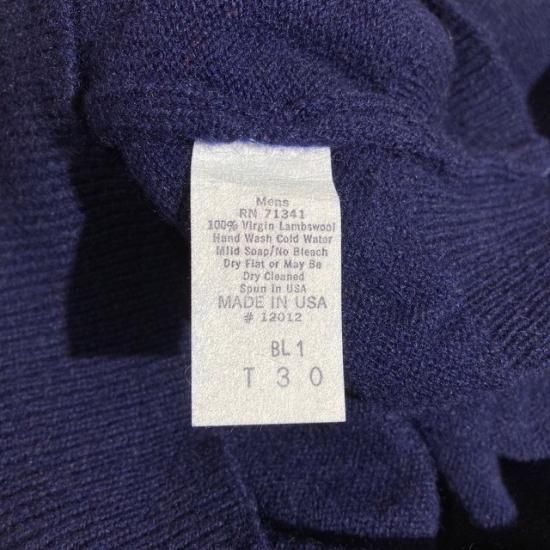 Mens
RN 71341
100% Virgin Lambswool
Hand Wash Cold Water
Mild Soap/No Bleach
Dry Flat or May Be
Dry Cleaned
Spun In USA
MADE IN USA
# 12012
BL 1
T 3 0